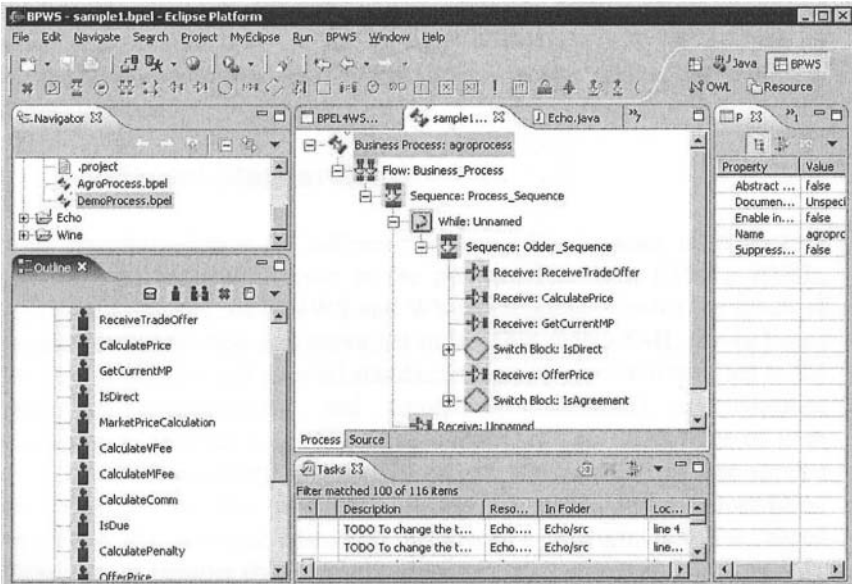 BPWS - sample1.bpel - Eclipse Platform
File Edit Navigate Search Project MyEclipse Run BPWS Window Help
Java BPWS
OWL Resource
Navigator
.project
AgroProcess.bpel
DemoProcess.bpel
Echo
Wine
Outline
ReceiveTradeOffer
CalculatePrice
GetCurrentMP
IsDirect
MarketPriceCalculation
CalculateVFee
CalculateMFee
CalculateComm
IsDue
CalculatePenalty
OfferPrice
BPEL4WS... sample1... Echo.java »7
Business Process: agroprocess
Flow: Business_Process
Sequence: Process_Sequence
While: Unnamed
Sequence: Odder_Sequence
Receive: ReceiveTradeOffer
Receive: CalculatePrice
Receive: GetCurrentMP
Switch Block: IsDirect
Receive: OfferPrice
Switch Block: IsAgreement
Receive: Unnamed
Process Source
Tasks
Filter matched 100 of 116 items
Description Reso... In Folder Loc...
TODO To change the t... Echo.... Echo/src line 4
TODO To change the t... Echo.... Echo/src line...
P »1
Property Value
Abstract ... false
Documen... Unspeci
Enable in... false
Name agroprc
Suppress... false